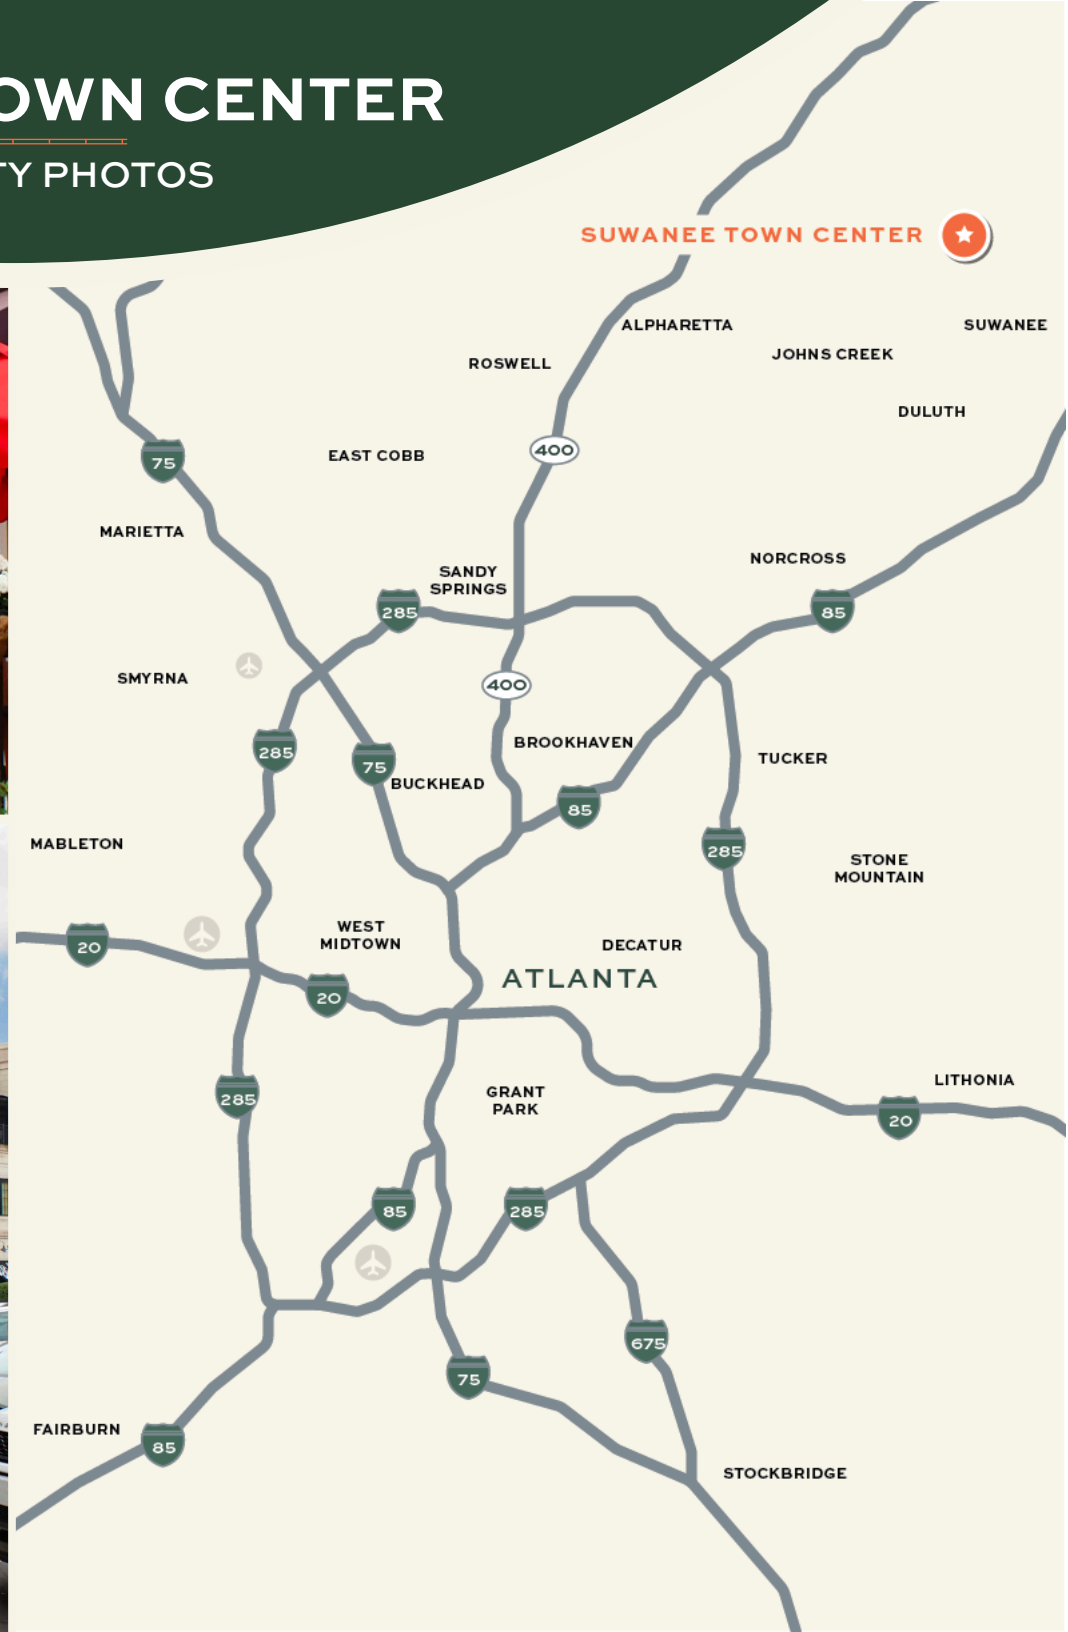 OWN CENTER
TY PHOTOS
SUWANEE TOWN CENTER
ALPHARETTA
SUWANEE
JOHNS CREEK
ROSWELL
DULUTH
400
EAST COBB
75
MARIETTA
NORCROSS
SANDY
SPRINGS
285
85
SMYRNA
400
BROOKHAVEN
285
75
TUCKER
BUCKHEAD
85
MABLETON
285
STONE
MOUNTAIN
WEST
MIDTOWN
20
DECATUR
ATLANTA
20
LITHONIA
GRANT
PARK
285
20
85
285
675
75
FAIRBURN
85
STOCKBRIDGE